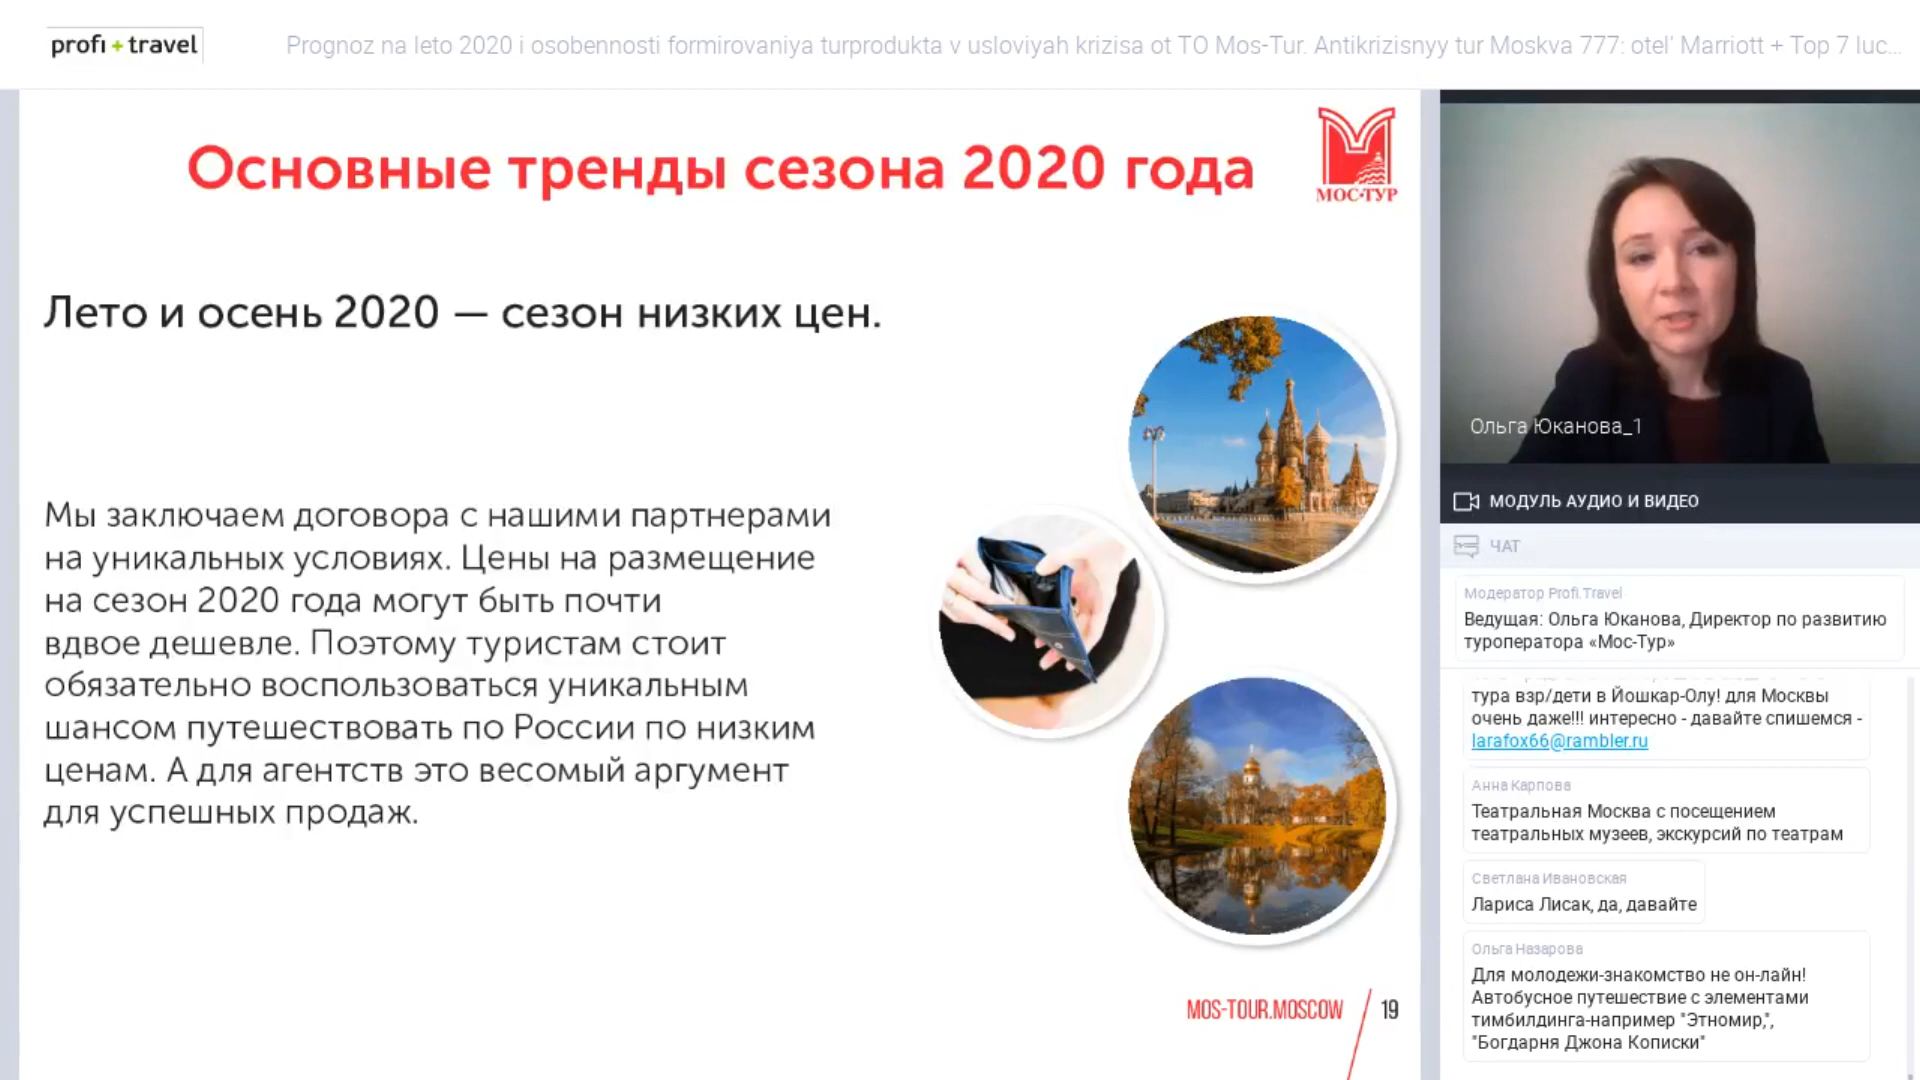 profi + travel
Prognoz na leto 2020 i osobennosti formirovaniya turprodukta v usloviyah krizisa ot TO Mos-Tur. Antikrizisnyy tur Moskva 777: otel' Marriott + Top 7 luc...
Основные тренды сезона 2020 года
МОС-ТУР
Лето и осень 2020 — сезон низких цен.
Мы заключаем договора с нашими партнерами
на уникальных условиях. Цены на размещение
на сезон 2020 года могут быть почти
вдвое дешевле. Поэтому туристам стоит
обязательно воспользоваться уникальным
шансом путешествовать по России по низким
ценам. А для агентств это весомый аргумент
для успешных продаж.
MOS-TOUR.MOSCOW
19
Ольга Юканова_1
МОДУЛЬ АУДИО И ВИДЕО
ЧАТ
Модератор Profi.Travel
Ведущая: Ольга Юканова, Директор по развитию
туроператора «Мос-Тур»
тура взр/дети в Йошкар-Олу! для Москвы
очень даже!!! интересно - давайте спишемся -
larafox66@rambler.ru
Анна Карпова
Театральная Москва с посещением
театральных музеев, экскурсий по театрам
Светлана Ивановская
Лариса Лисак, да, давайте
Ольга Назарова
Для молодежи-знакомство не он-лайн!
Автобусное путешествие с элементами
тимбилдинга-например "Этномир,",
"Богдарня Джона Кописки"